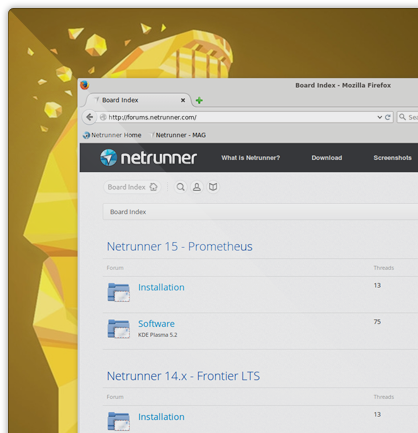 Board Index - Mozilla Firefox
Board Index
http://forums.netrunner.com/
Sea
Netrunner Home Netrunner - MAG
netrunner What is Netrunner? Download Screenshots
Board Index
Board Index
Netrunner 15 - Prometheus
Forum Threads
Installation 13
Software 75
KDE Plasma 5.2
Netrunner 14.x - Frontier LTS
Forum Threads
Installation 13